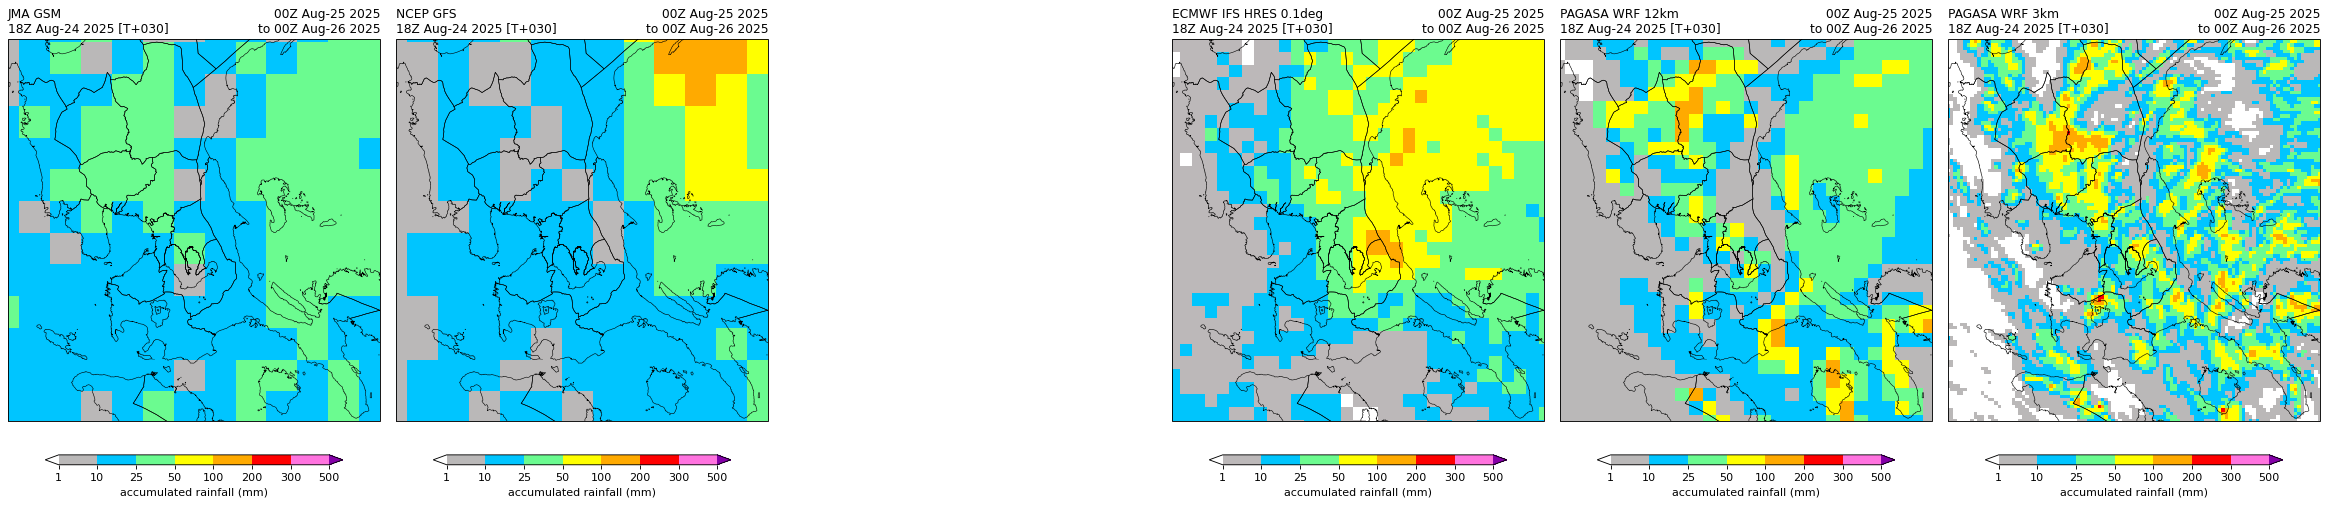 JMA GSM 00Z Aug-25 2025
18Z Aug-24 2025 [T+030] to 00Z Aug-26 2025
1 10 25 50 100 200 300 500
accumulated rainfall (mm)
NCEP GFS 00Z Aug-25 2025
18Z Aug-24 2025 [T+030] to 00Z Aug-26 2025
1 10 25 50 100 200 300 500
accumulated rainfall (mm)
ECMWF IFS HRES 0.1deg 00Z Aug-25 2025
18Z Aug-24 2025 [T+030] to 00Z Aug-26 2025
1 10 25 50 100 200 300 500
accumulated rainfall (mm)
PAGASA WRF 12km 00Z Aug-25 2025
18Z Aug-24 2025 [T+030] to 00Z Aug-26 2025
1 10 25 50 100 200 300 500
accumulated rainfall (mm)
PAGASA WRF 3km 00Z Aug-25 2025
18Z Aug-24 2025 [T+030] to 00Z Aug-26 2025
1 10 25 50 100 200 300 500
accumulated rainfall (mm)